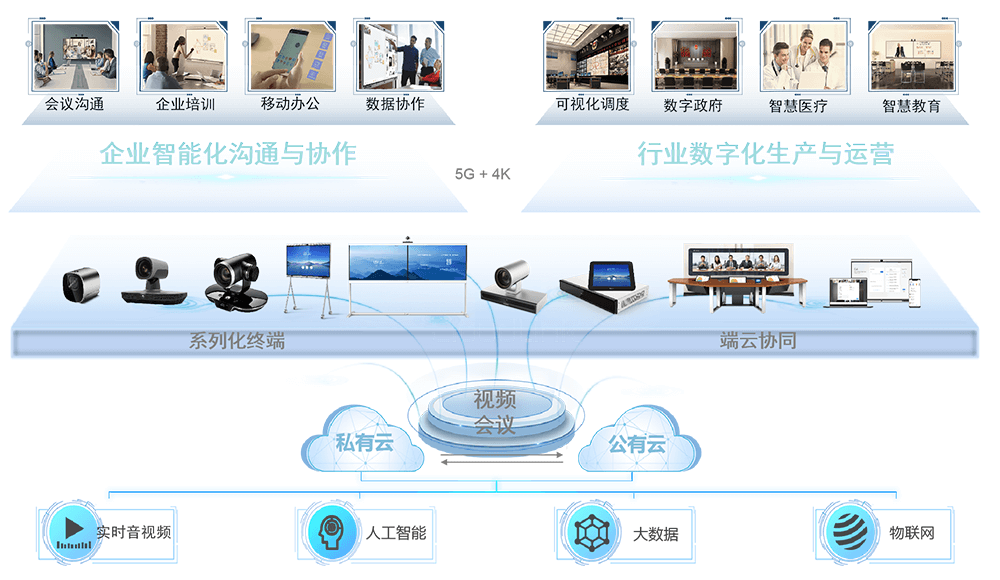 会议沟通
企业培训
移动办公
数据协作
可视化调度
数字政府
智慧医疗
智慧教育
企业智能化沟通与协作
行业数字化生产与运营
5G + 4K
系列化终端
端云协同
视频
会议
私有云
公有云
实时音视频
人工智能
大数据
物联网